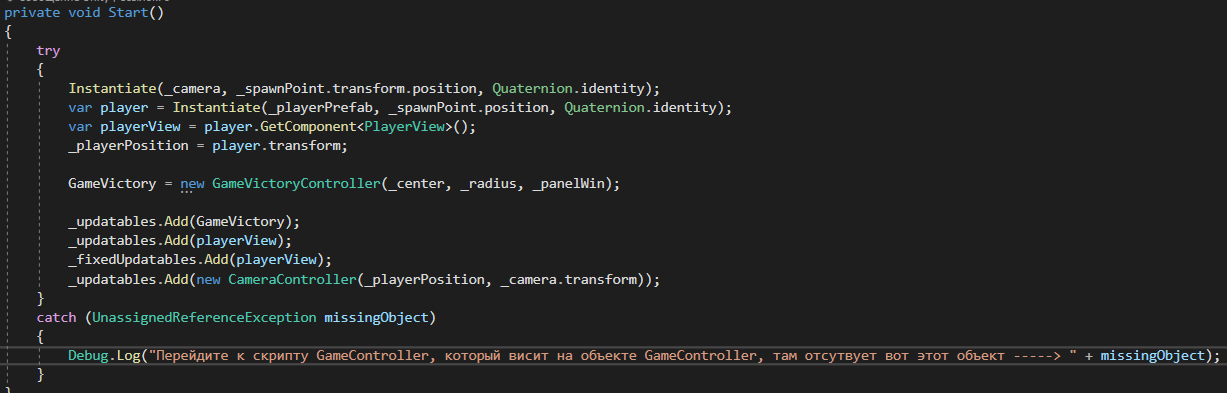 private void Start()
{
try
{
Instantiate(_camera, _spawnPoint.transform.position, Quaternion.identity);
var player = Instantiate(_playerPrefab, _spawnPoint.position, Quaternion.identity);
var playerView = player.GetComponent<PlayerView>();
_playerPosition = player.transform;
GameVictory = new GameVictoryController(_center, _radius, _panelWin);
_updatables.Add(GameVictory);
_updatables.Add(playerView);
_fixedUpdatables.Add(playerView);
_updatables.Add(new CameraController(_playerPosition, _camera.transform));
}
catch (UnassignedReferenceException missingObject)
{
Debug.Log("Перейдите к скрипту GameController, который висит на объекте GameController, там отсутвует вот этот объект -----> " + missingObject);
}